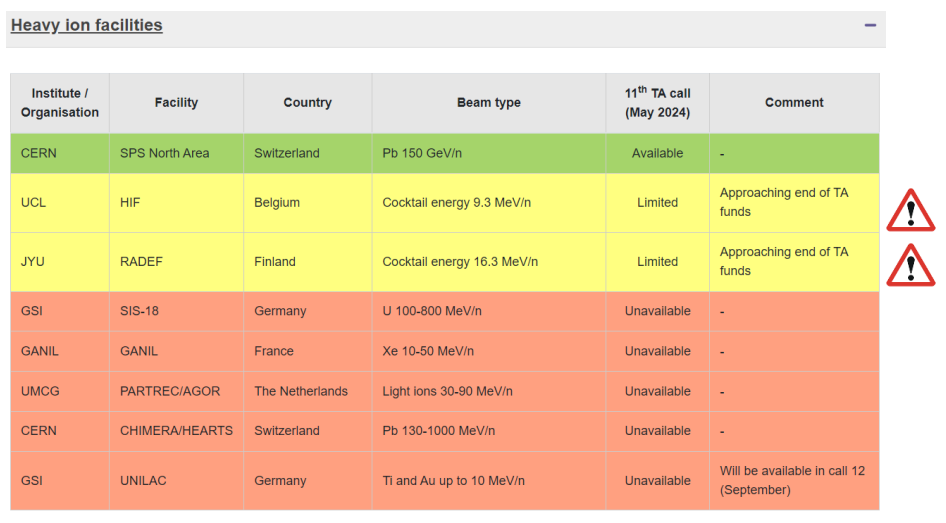 Heavy ion facilities
Institute / Organisation Facility Country Beam type 11th TA call (May 2024) Comment
CERN SPS North Area Switzerland Pb 150 GeV/n Available -
UCL HIF Belgium Cocktail energy 9.3 MeV/n Limited Approaching end of TA funds
JYU RADEF Finland Cocktail energy 16.3 MeV/n Limited Approaching end of TA funds
GSI SIS-18 Germany U 100-800 MeV/n Unavailable -
GANIL GANIL France Xe 10-50 MeV/n Unavailable -
UMCG PARTREC/AGOR The Netherlands Light ions 30-90 MeV/n Unavailable -
CERN CHIMERA/HEARTS Switzerland Pb 130-1000 MeV/n Unavailable -
GSI UNILAC Germany Ti and Au up to 10 MeV/n Unavailable Will be available in call 12 (September)